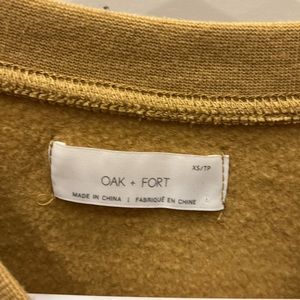 XS/TP
OAK + FORT
MADE IN CHINA | FABRIQUÉ EN CHINE